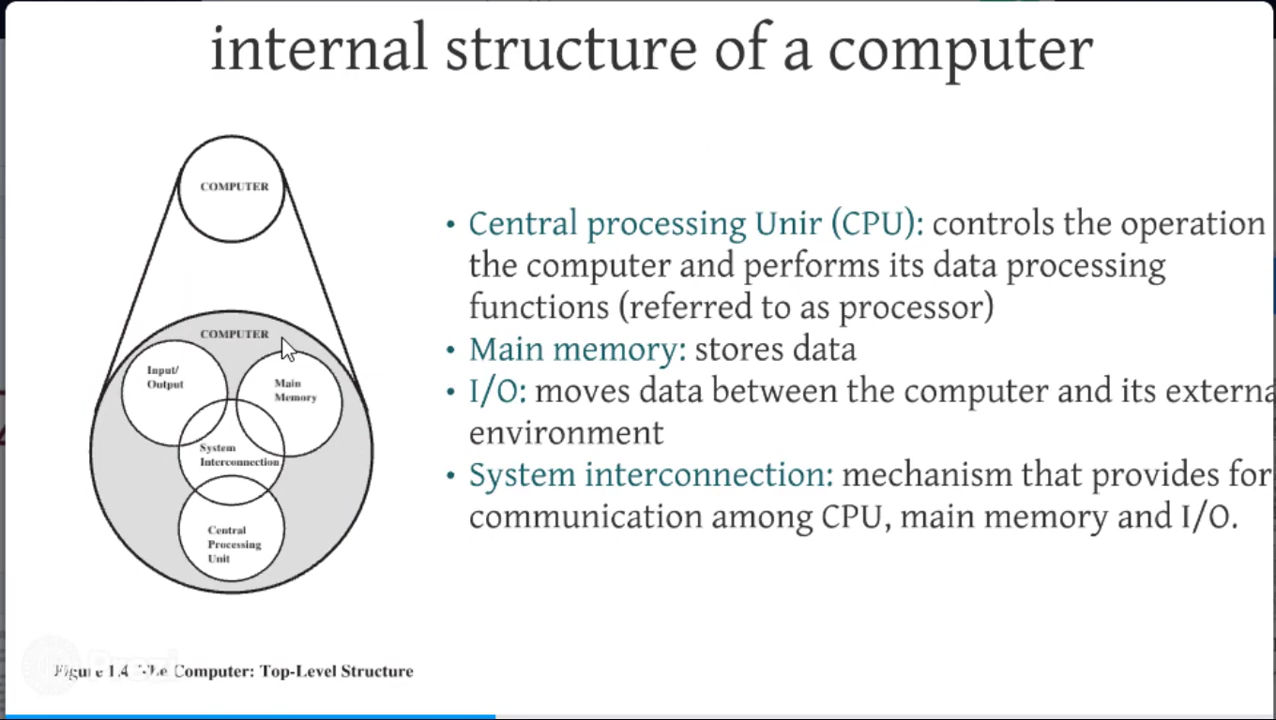 internal structure of a computer
COMPUTER
COMPUTER
Input/
Output
Main
Memory
System
Interconnection
Central
Processing
Unit
• Central processing Unir (CPU): controls the operation
the computer and performs its data processing
functions (referred to as processor)
• Main memory: stores data
• I/O: moves data between the computer and its externa
environment
• System interconnection: mechanism that provides for
communication among CPU, main memory and I/O.
Figure 1.4 The Computer: Top-Level Structure
Prezi